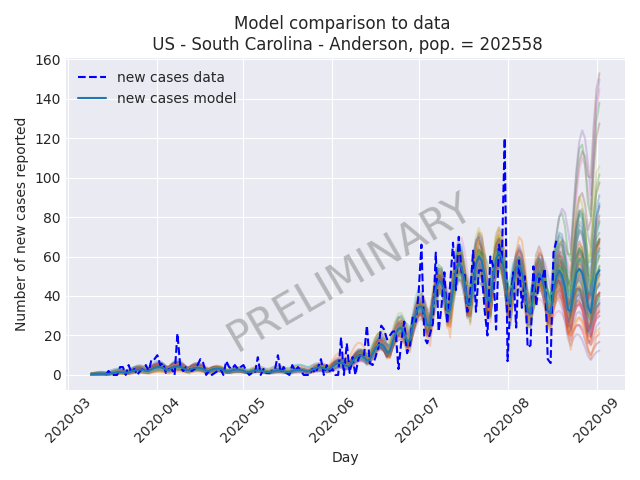 Model comparison to data
US - South Carolina - Anderson, pop. = 202558
160
140
120
100
80
60
40
20
0
new cases data
new cases model
PRELIMINARY
Number of new cases reported
2020-03
2020-04
2020-05
2020-06
2020-07
2020-08
2020-09
Day